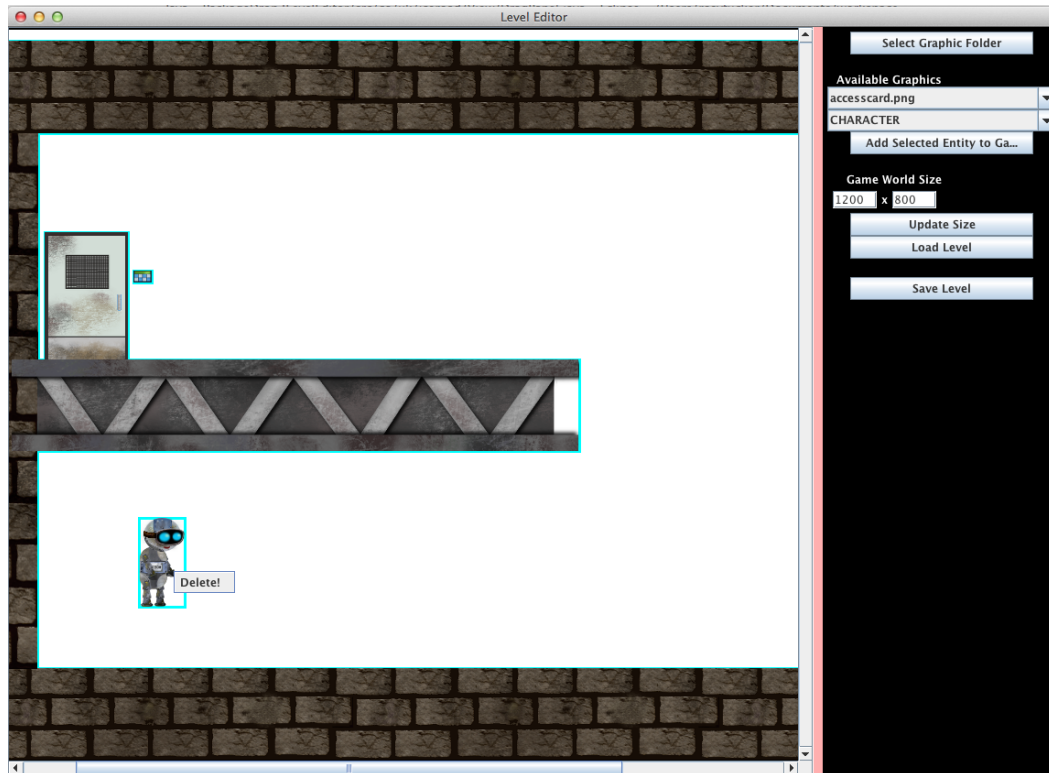 Level Editor
Select Graphic Folder
Available Graphics
accesscard.png
CHARACTER
Add Selected Entity to Ga...
Game World Size
1200 x 800
Update Size
Load Level
Save Level
Delete!